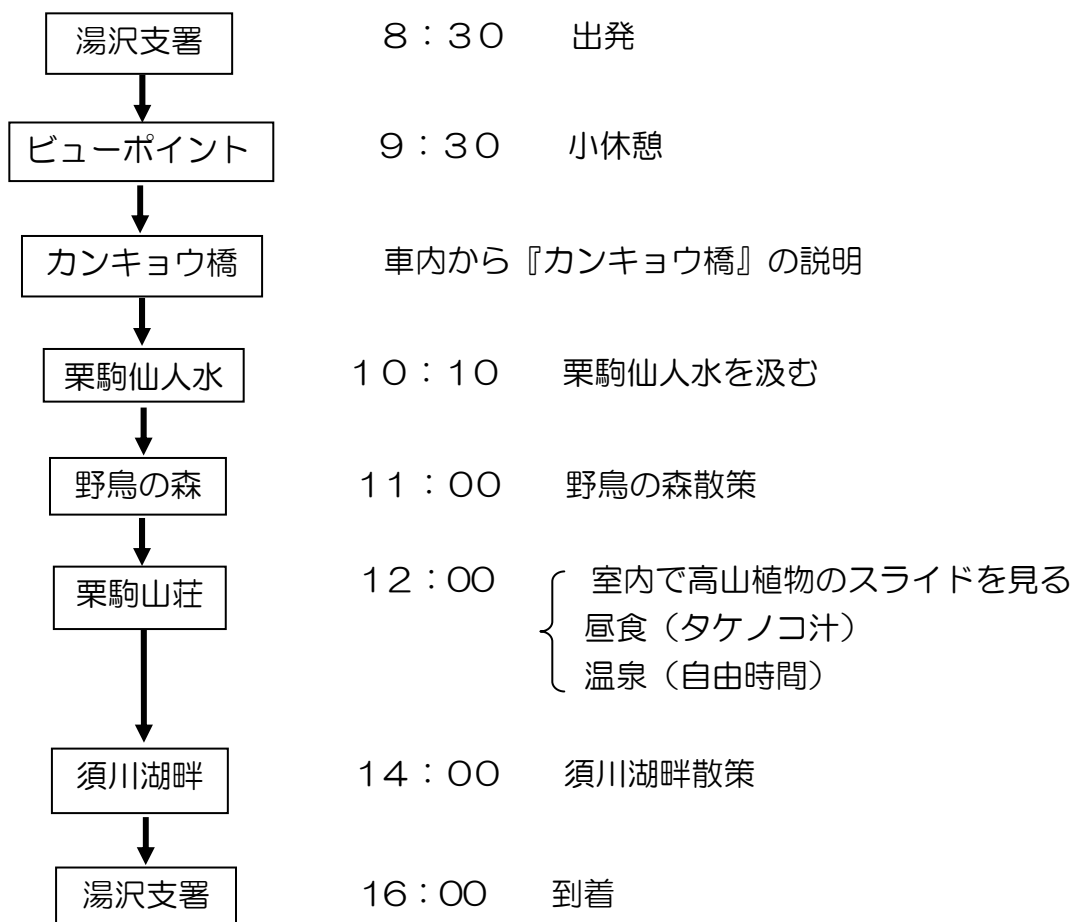 湯沢支署 8:30 出発
ビューポイント 9:30 小休憩
カンキョウ橋 車内から『カンキョウ橋』の説明
栗駒仙人水 10:10 栗駒仙人水を汲む
野鳥の森 11:00 野鳥の森散策
栗駒山荘 12:00 室内で高山植物のスライドを見る
昼食(タケノコ汁)
温泉(自由時間)
須川湖畔 14:00 須川湖畔散策
湯沢支署 16:00 到着